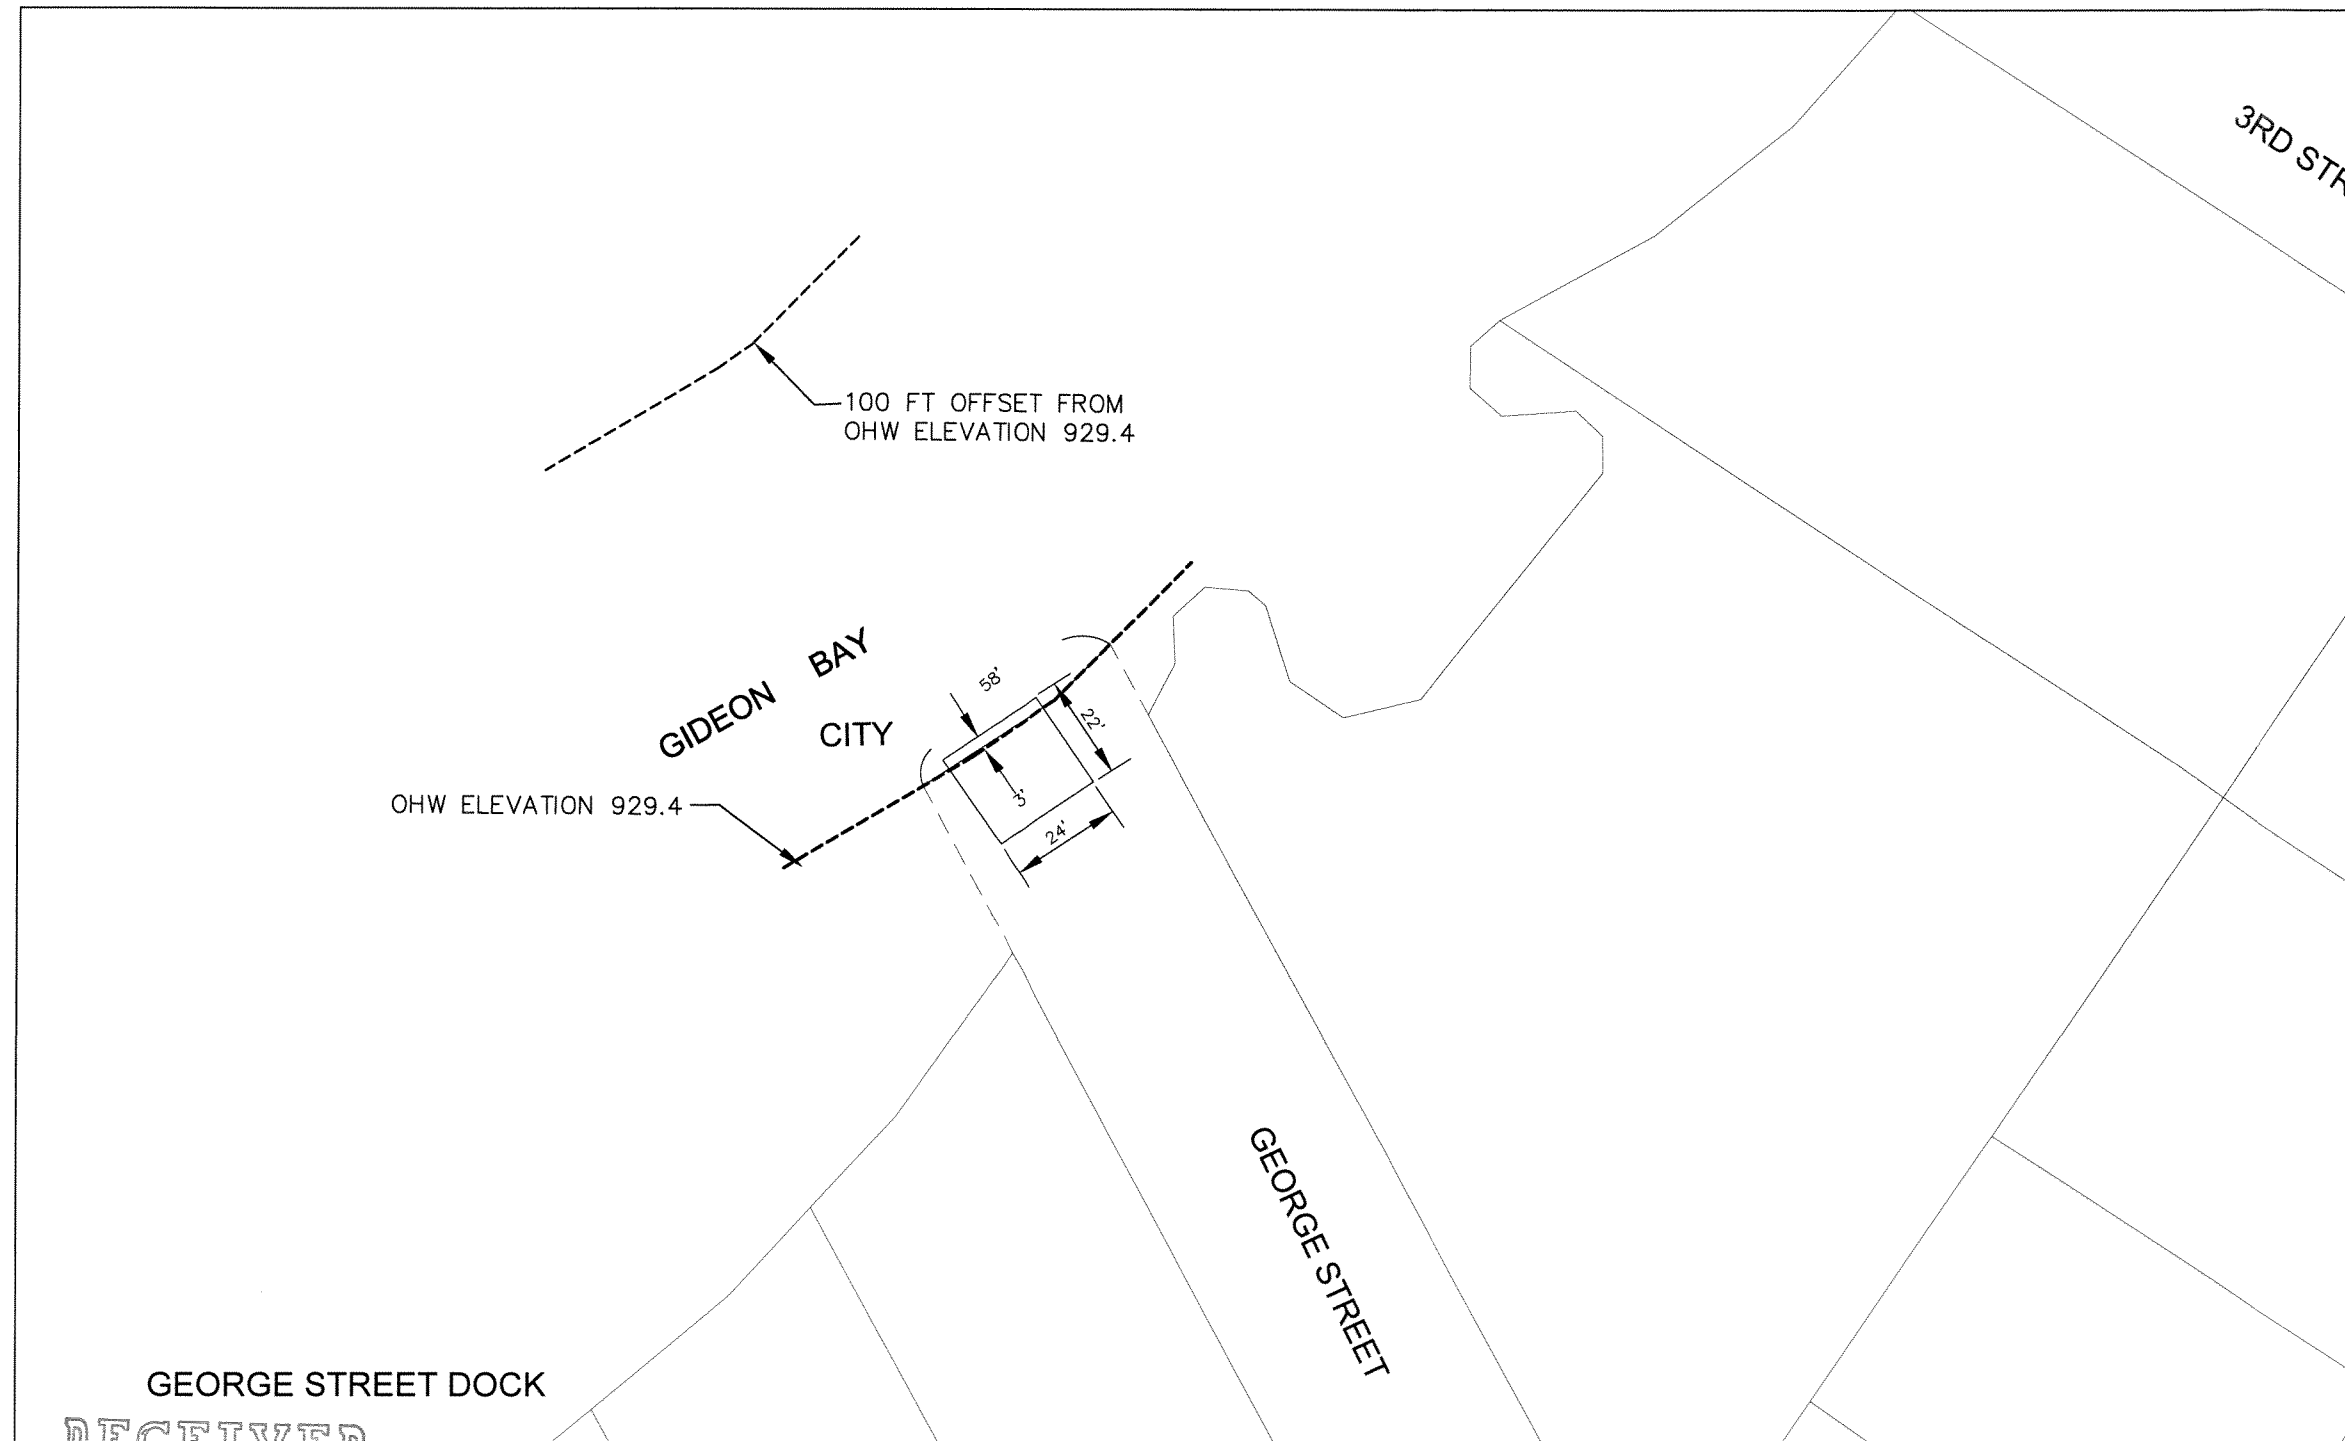 3RD STR
100 FT OFFSET FROM
OHW ELEVATION 929.4
GIDEON BAY
CITY
58'
22'
3'
24'
OHW ELEVATION 929.4
GEORGE STREET
GEORGE STREET DOCK
RECEIVED